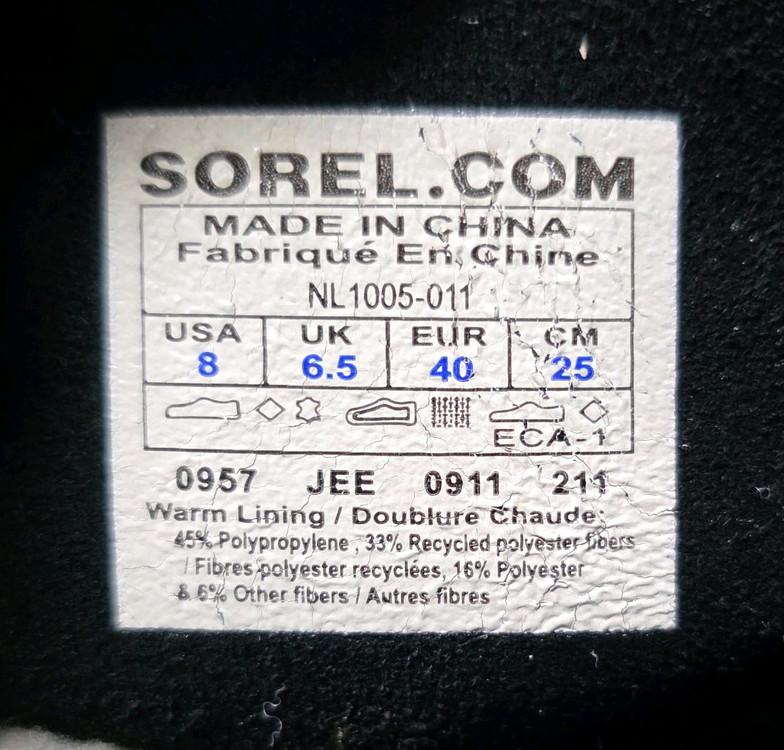 SOREL.COM
MADE IN CHINA
Fabriqué En Chine
NL1005-011
USA UK EUR CM
8 6.5 40 25
ECA-1
0957 JEE 0911 211
Warm Lining / Doublure Chaude:
45% Polypropylene , 33% Recycled polyester fibers
/ Fibres polyester recyclées, 16% Polyester
& 6% Other fibers / Autres fibres